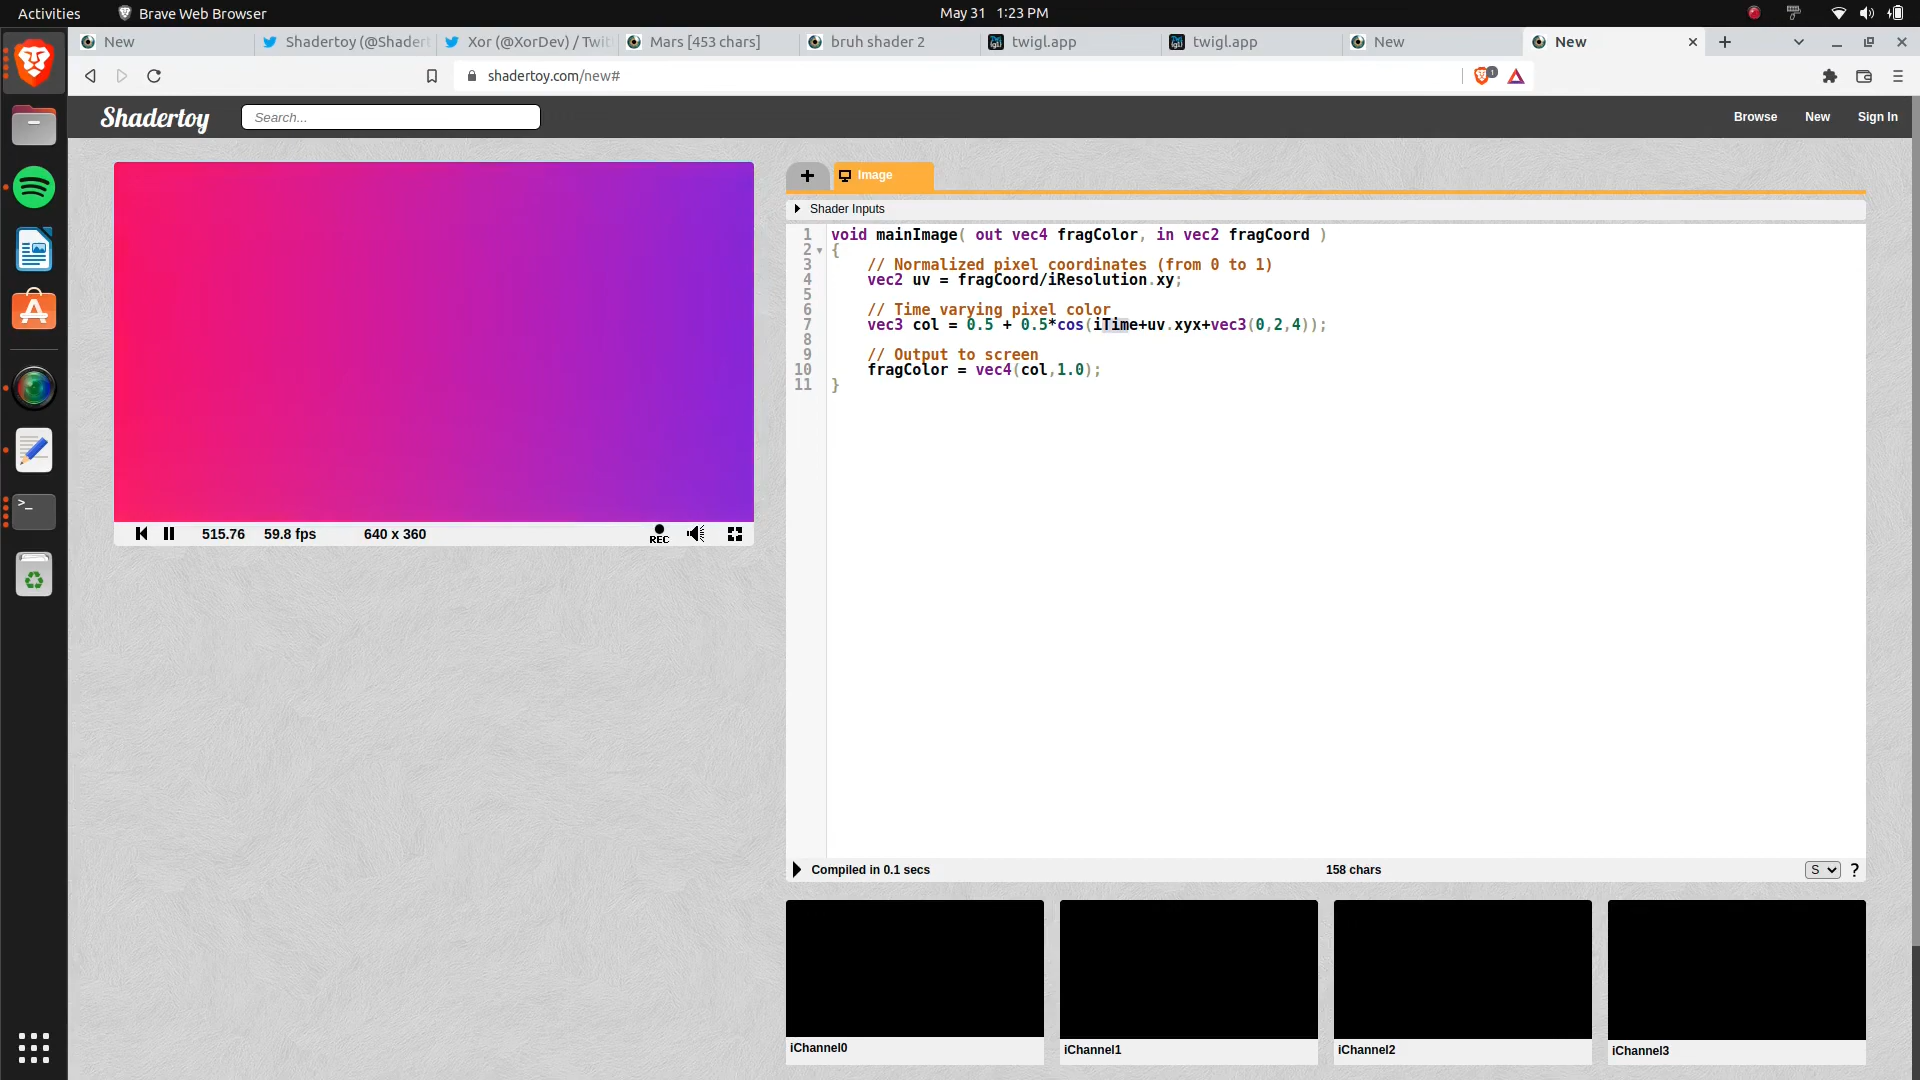 Activities
Brave Web Browser
May 31 1:23 PM
New
Shadertoy (@Shadert
Xor (@XorDev) / Twit
Mars [453 chars]
bruh shader 2
twigl.app
twigl.app
New
New
shadertoy.com/new#
1
Shadertoy
Search...
Browse
New
Sign In
Image
Shader Inputs
1 void mainImage( out vec4 fragColor, in vec2 fragCoord )
2 {
3 // Normalized pixel coordinates (from 0 to 1)
4 vec2 uv = fragCoord/iResolution.xy;
5
6 // Time varying pixel color
7 vec3 col = 0.5 + 0.5*cos(iTime+uv.xyx+vec3(0,2,4));
8
9 // Output to screen
10 fragColor = vec4(col,1.0);
11 }
515.76 59.8 fps 640 x 360
REC
Compiled in 0.1 secs
158 chars
S
?
iChannel0
iChannel1
iChannel2
iChannel3